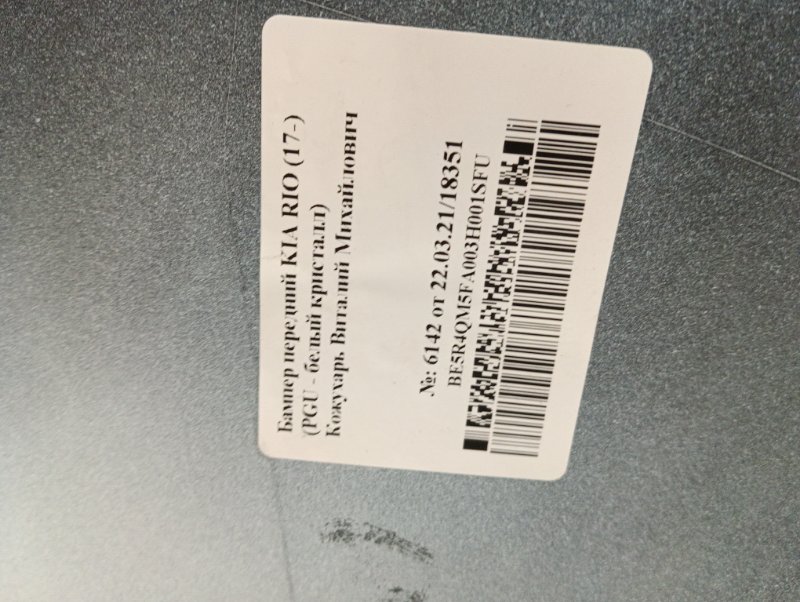 Бампер передний KIA RIO (17-)
(PGU - белый кристалл)
Кожухарь Виталий Михайлович
№: 6142 от 22.03.21/18351
BE5R4QM5FA003H001SFU